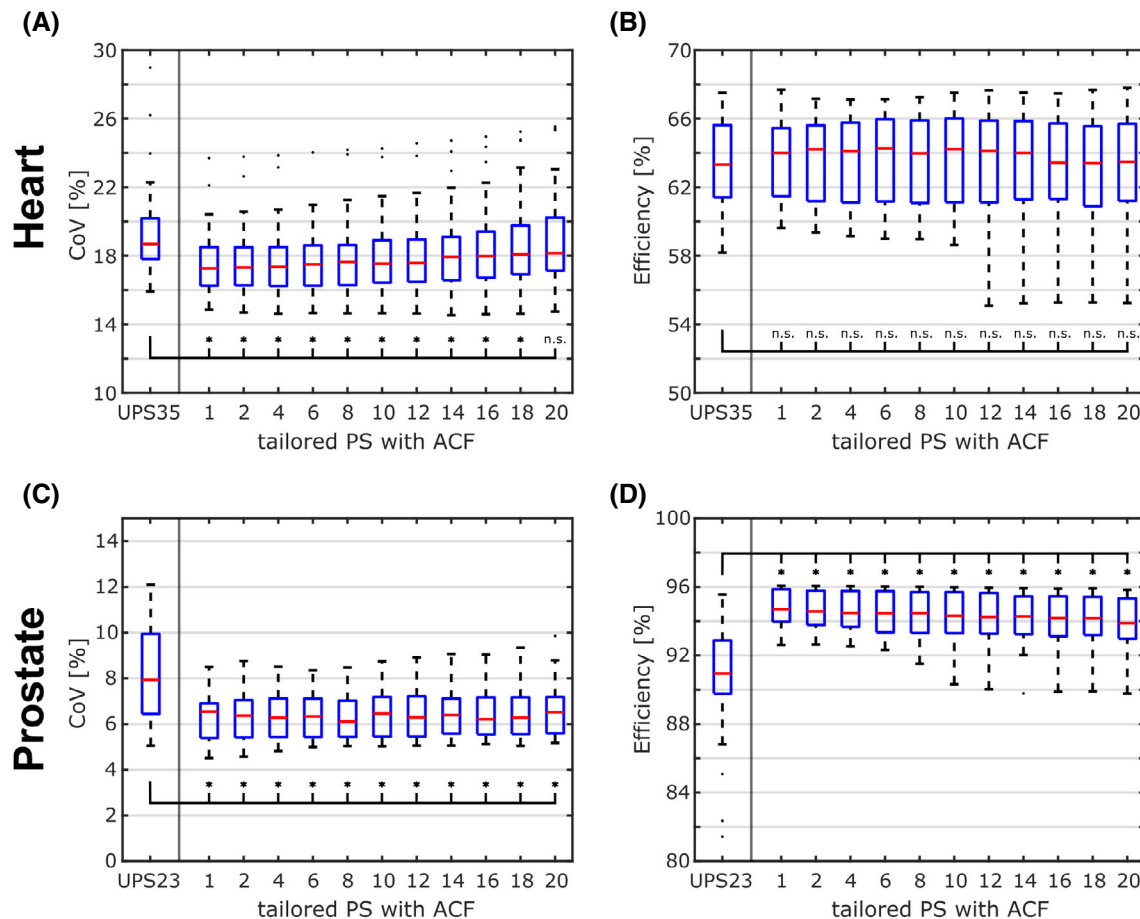 (A)
(B)
Heart
CoV [%]
30
26
22
18
14
10
* * * * * * * * * n.s.
UPS35 1 2 4 6 8 10 12 14 16 18 20
tailored PS with ACF
Efficiency [%]
70
66
62
58
54
50
n.s. n.s. n.s. n.s. n.s. n.s. n.s. n.s. n.s. n.s. n.s.
UPS35 1 2 4 6 8 10 12 14 16 18 20
tailored PS with ACF
(C)
(D)
Prostate
CoV [%]
14
12
10
8
6
4
2
0
* * * * * * * * * * *
UPS23 1 2 4 6 8 10 12 14 16 18 20
tailored PS with ACF
Efficiency [%]
100
96
92
88
84
80
* * * * * * * * * * *
UPS23 1 2 4 6 8 10 12 14 16 18 20
tailored PS with ACF